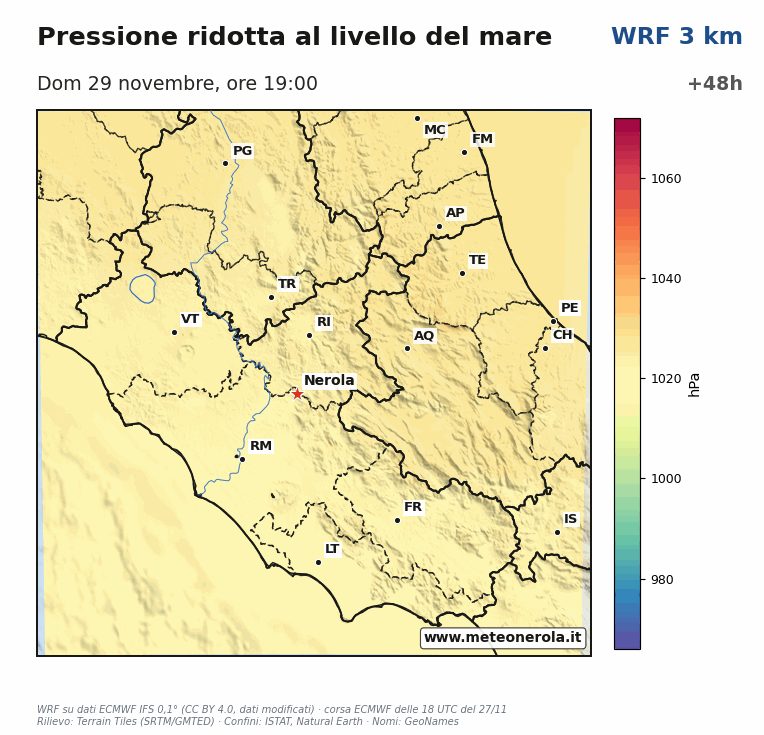 Pressione ridotta al livello del mare
WRF 3 km
Dom 29 novembre, ore 19:00
+48h
MC
FM
PG
AP
TE
TR
PE
VT
RI
AQ
CH
Nerola
RM
FR
IS
LT
www.meteonerola.it
1060
1040
1020
1000
980
hPa
WRF su dati ECMWF IFS 0,1° (CC BY 4.0, dati modificati) · corsa ECMWF delle 18 UTC del 27/11
Rilievo: Terrain Tiles (SRTM/GMTED) · Confini: ISTAT, Natural Earth · Nomi: GeoNames